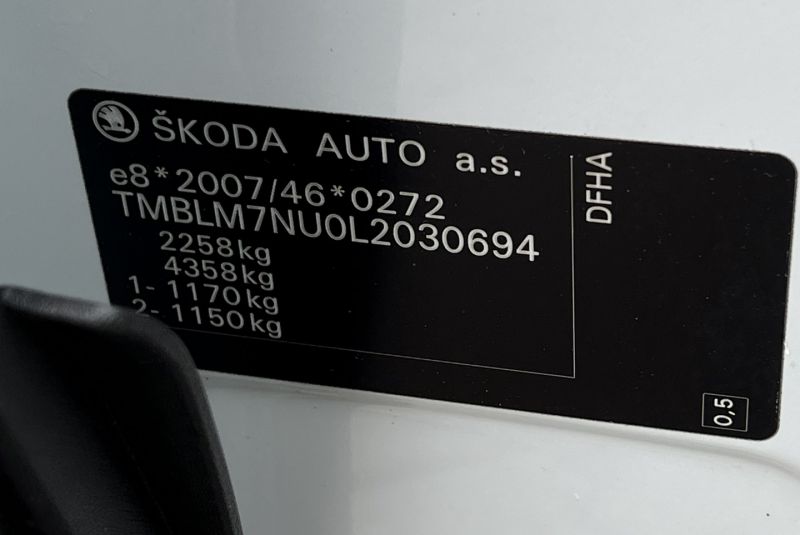 ŠKODA AUTO a.s.
e8*2007/46*0272
TMBLM7NU0L2030694
2258kg
4358kg
1- 1170kg
2- 1150kg
DFHA
0,5